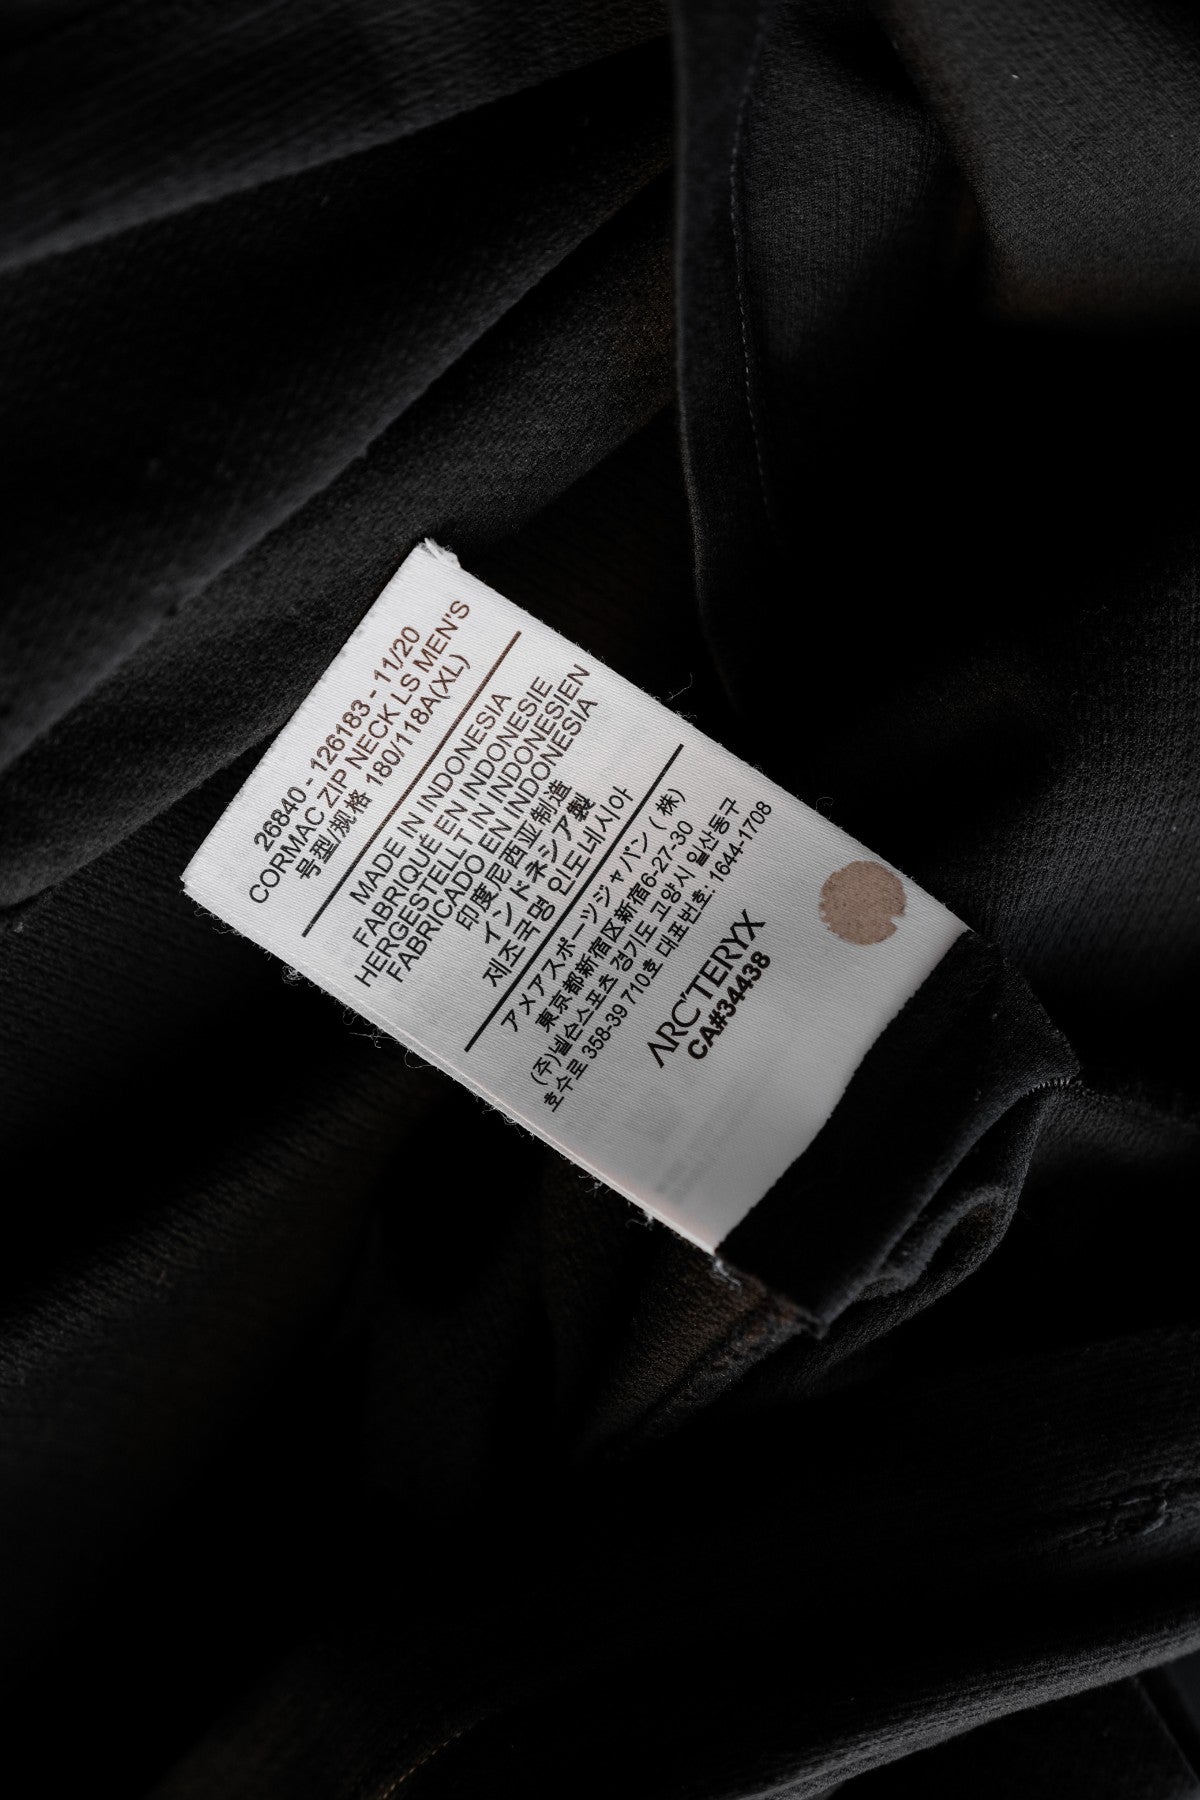 26840 - 126183 - 11/20
CORMAC ZIP NECK LS MEN'S
号型/规格 180/118A(XL)
MADE IN INDONESIA
FABRIQUÉ EN INDONESIE
HERGESTELLT IN INDONESIEN
FABRICADO EN INDONESIA
印度尼西亚制造
インドネシア製
제조국명 인도네시아
アメアスポーツジャパン(株)
東京都新宿区新宿6-27-30
(주)넬슨스포츠 경기도 고양시 일산동구
호수로 358-39 710호 대표번호: 1644-1708
ARC'TERYX
CA#34438